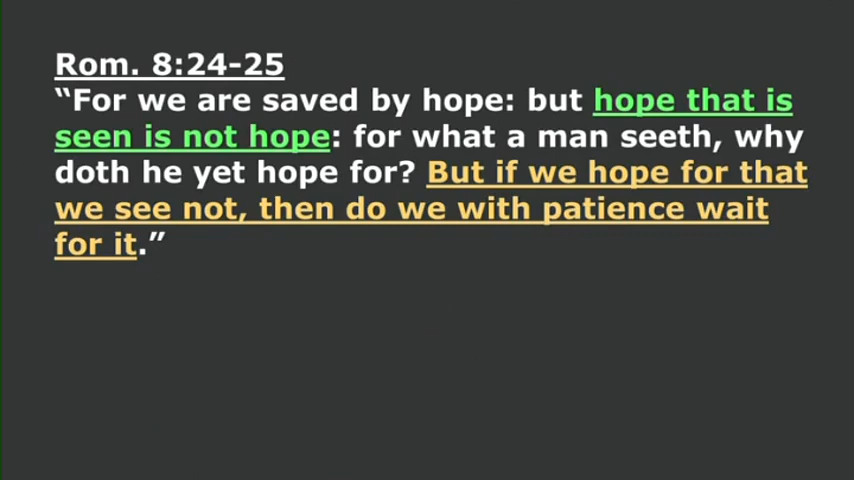 Rom. 8:24-25
“For we are saved by hope: but hope that is
seen is not hope: for what a man seeth, why
doth he yet hope for? But if we hope for that
we see not, then do we with patience wait
for it.”